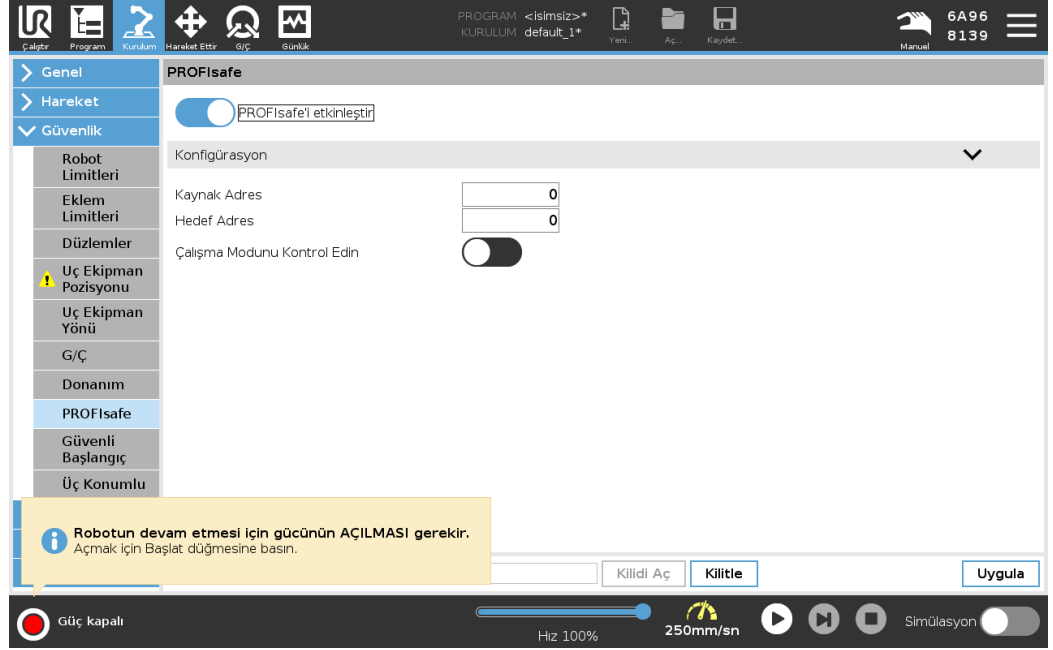 PROGRAM <isimsiz>*
KURULUM default_1*
6A96
8139
Çalıştır Program Kurulum Hareket Ettir G/Ç Günlük Yeni... Aç... Kaydet... Manuel
Genel
PROFIsafe
Hareket
PROFIsafe'i etkinleştir
Güvenlik
Robot
Limitleri
Konfigürasyon
Eklem
Limitleri
Kaynak Adres 0
Hedef Adres 0
Düzlemler
Çalışma Modunu Kontrol Edin
Uç Ekipman
Pozisyonu
Uç Ekipman
Yönü
G/Ç
Donanım
PROFIsafe
Güvenli
Başlangıç
Üç Konumlu
Robotun devam etmesi için gücünün AÇILMASI gerekir.
Açmak için Başlat düğmesine basın.
Kilidi Aç Kilitle Uygula
Güç kapalı
Hız 100%
250mm/sn
Simülasyon